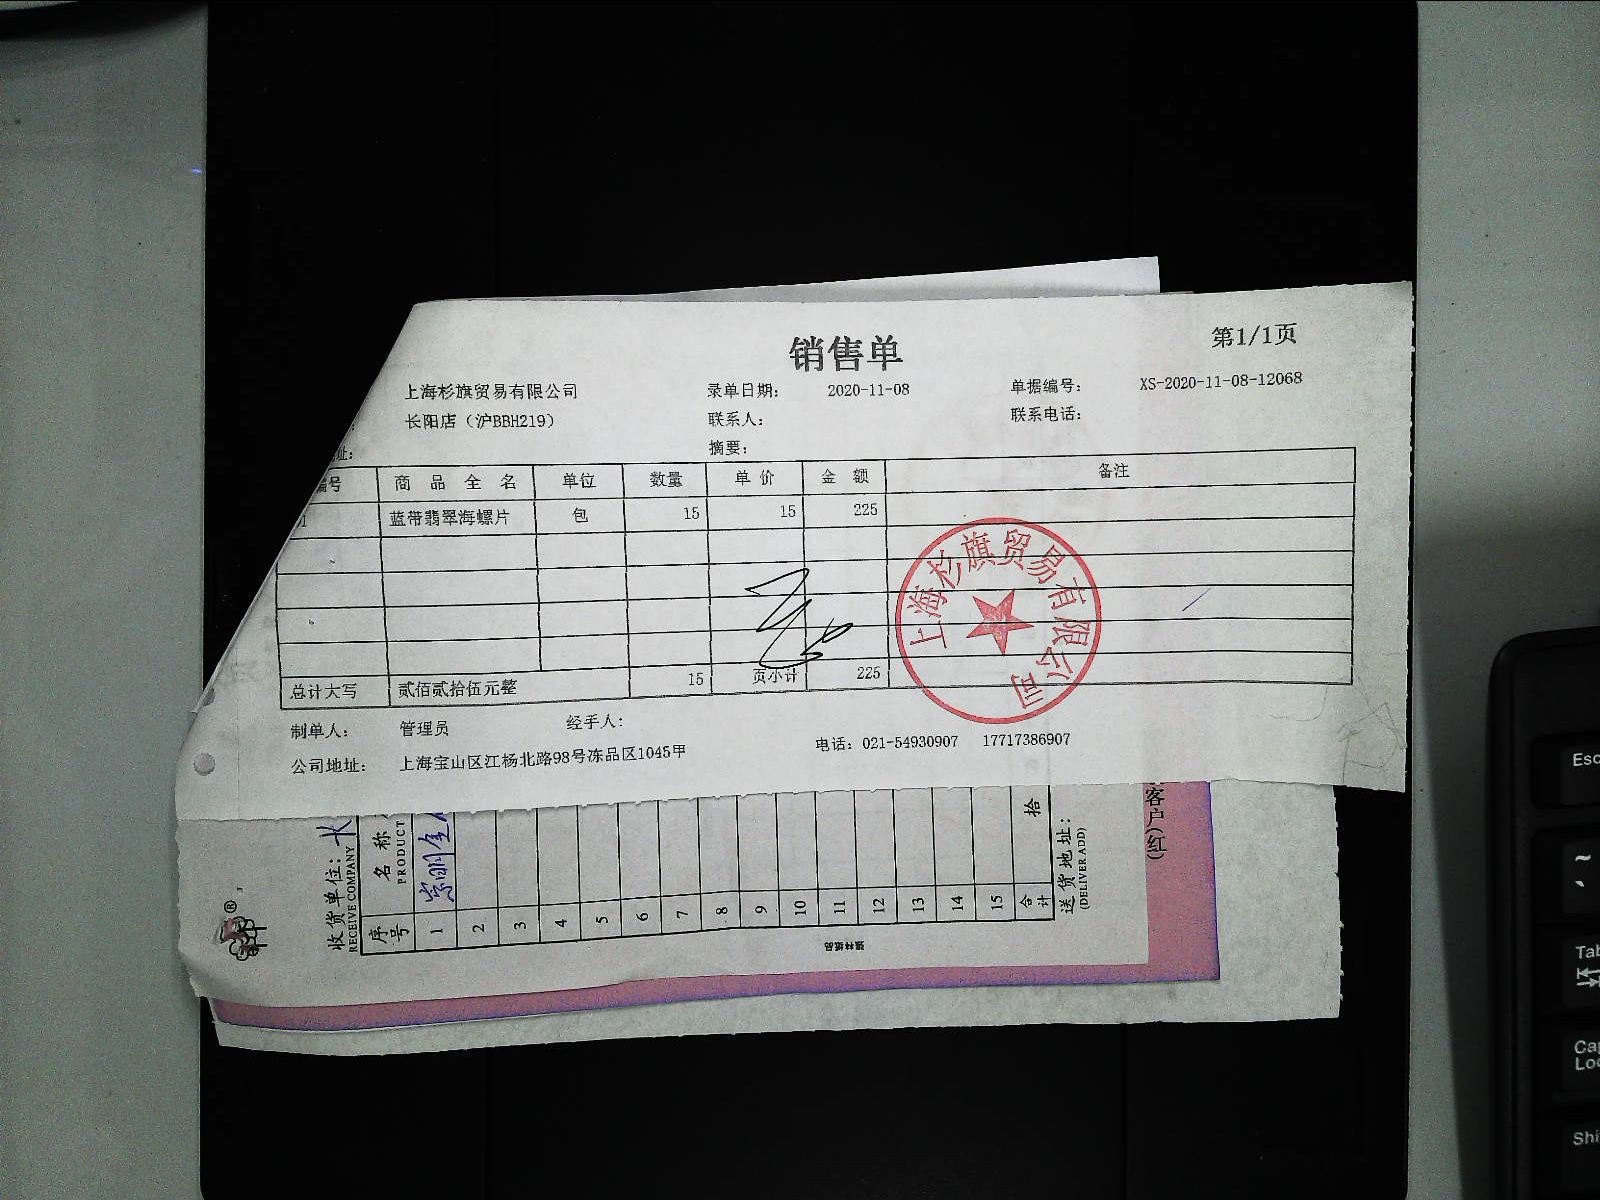 销售单
第1/1页
上海杉旗贸易有限公司 录单日期: 2020-11-08 单据编号: XS-2020-11-08-12068
长阳店（沪BBH219） 联系人: 联系电话:
址: 摘要:
编号 商品全名 单位 数量 单价 金额 备注
1 蓝带翡翠海螺片 包 15 15 225
总计大写 贰佰贰拾伍元整 15 页小计 225
制单人: 管理员 经手人:
公司地址: 上海宝山区江杨北路98号冻品区1045甲 电话: 021-54930907 17717386907
上海杉旗贸易有限公司
收货单位:
RECEIVE COMPANY
序号 名称
PRODUCT
1
2
3
4
5
6
7
8
9
10
11
12
13
14
15
合计 拾
送货地址:
(DELIVER ADD)
客户(红)
®
Esc
~
Tab
Cap
Loc
Shi